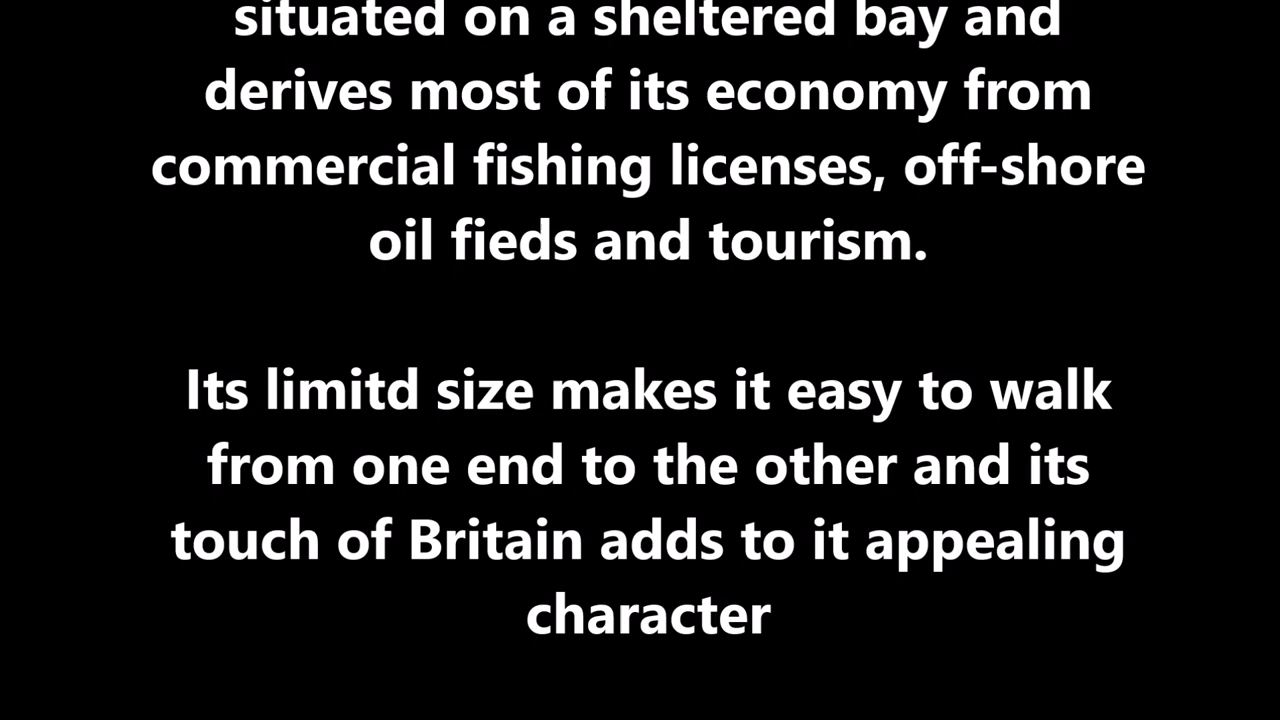 situated on a sheltered bay and
derives most of its economy from
commercial fishing licenses, off-shore
oil fieds and tourism.
Its limitd size makes it easy to walk
from one end to the other and its
touch of Britain adds to it appealing
character